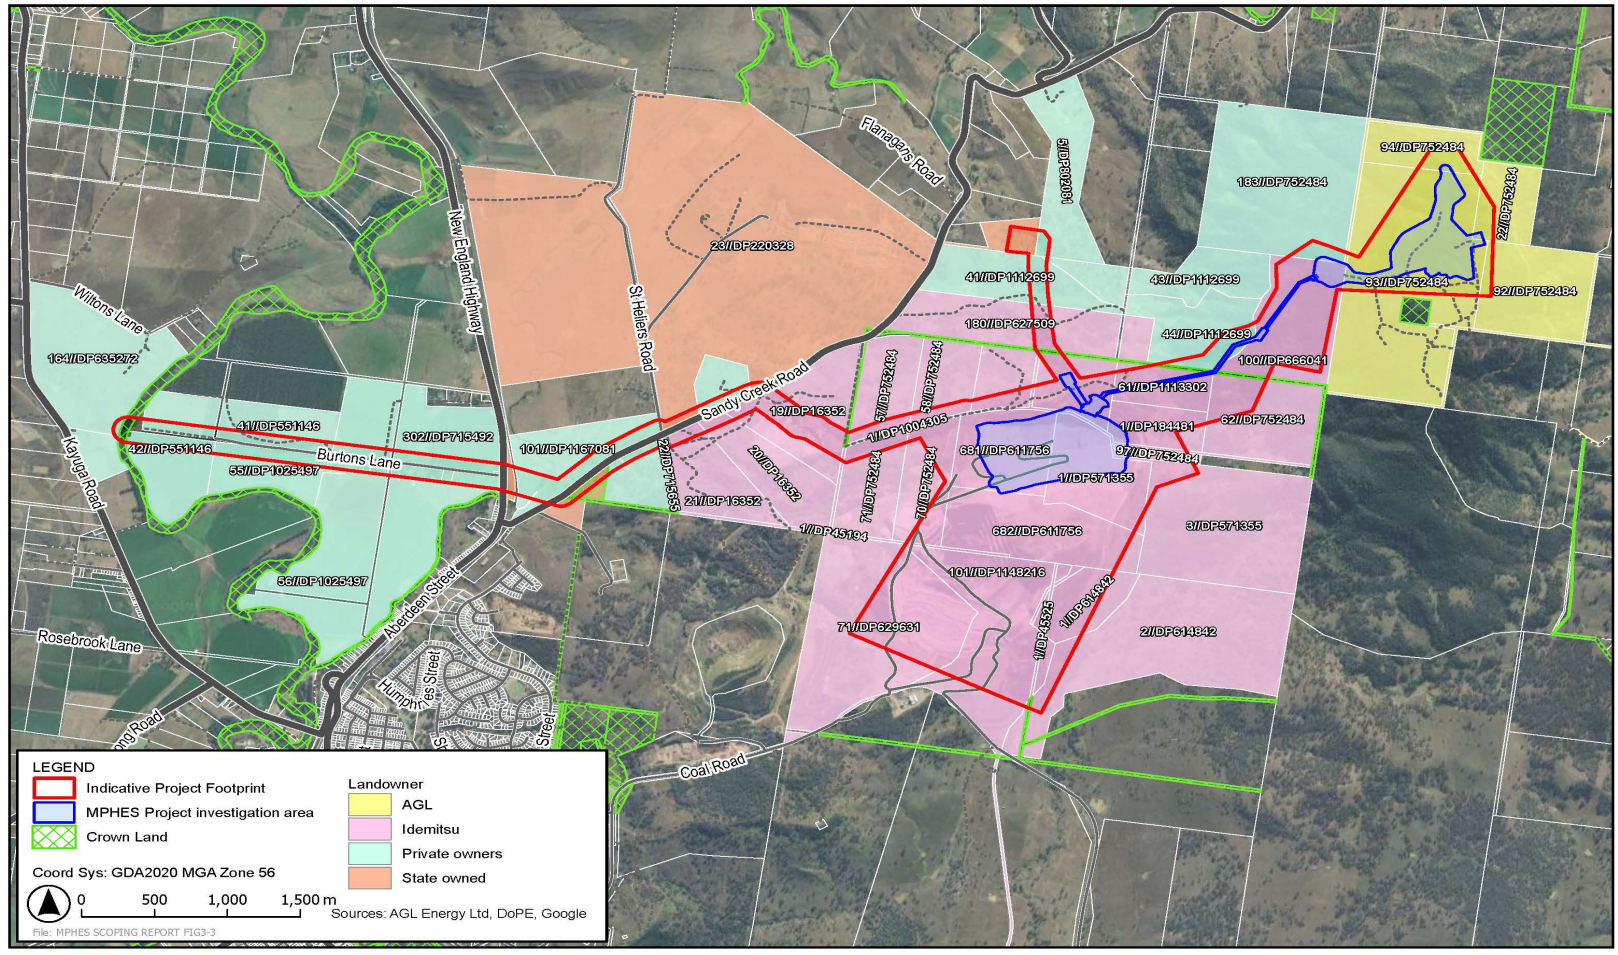 Flanagans Road
5//DP802081
94//DP752484
183//DP752484
22//DP752484
New England Highway
23//DP220328
41//DP1112699
43//DP1112699
93//DP752484
92//DP752484
Wiltons Lane
St Heliers Road
180//DP627509
44//DP1112699
164//DP635272
100//DP666041
57//DP752484
58//DP752484
Sandy Creek Road
61//DP1113302
19//DP16352
41//DP551146
1//DP1004305
1//DP184481
62//DP752484
302//DP715492
42//DP551146
Burtons Lane
101//DP1167081
681//DP611756
97//DP752484
55//DP1025497
Kayuga Road
22//DP715655
20//DP16352
71//DP752484
70//DP752484
1//DP571355
21//DP16352
1//DP45194
682//DP611756
3//DP571355
56//DP1025497
101//DP1148216
Aberdeen Street
1//DP614842
71//DP629631
1//DP45525
2//DP614842
Rosebrook Lane
Humphries Street
ong Road
Street
Coal Road
LEGEND
Indicative Project Footprint
MPHES Project investigation area
Crown Land
Landowner
AGL
Idemitsu
Private owners
State owned
Coord Sys: GDA2020 MGA Zone 56
0 500 1,000 1,500 m
Sources: AGL Energy Ltd, DoPE, Google
File: MPHES SCOPING REPORT FIG3-3